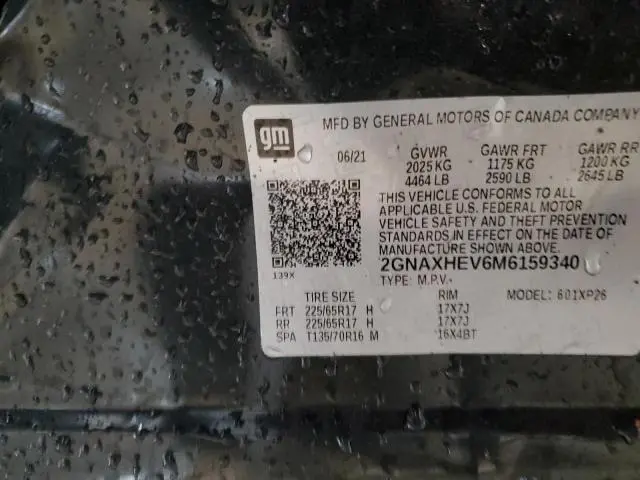 gm
MFD BY GENERAL MOTORS OF CANADA COMPANY
06/21 GVWR GAWR FRT GAWR RR
2025 KG 1175 KG 1200 KG
4464 LB 2590 LB 2645 LB
THIS VEHICLE CONFORMS TO ALL
APPLICABLE U.S. FEDERAL MOTOR
VEHICLE SAFETY AND THEFT PREVENTION
STANDARDS IN EFFECT ON THE DATE OF
MANUFACTURE SHOWN ABOVE.
139X
2GNAXHEV6M6159340
TYPE: M.P.V. MODEL: 601XP26
TIRE SIZE RIM
FRT 225/65R17 H 17X7J
RR 225/65R17 H 17X7J
SPA T135/70R16 M 16X4BT